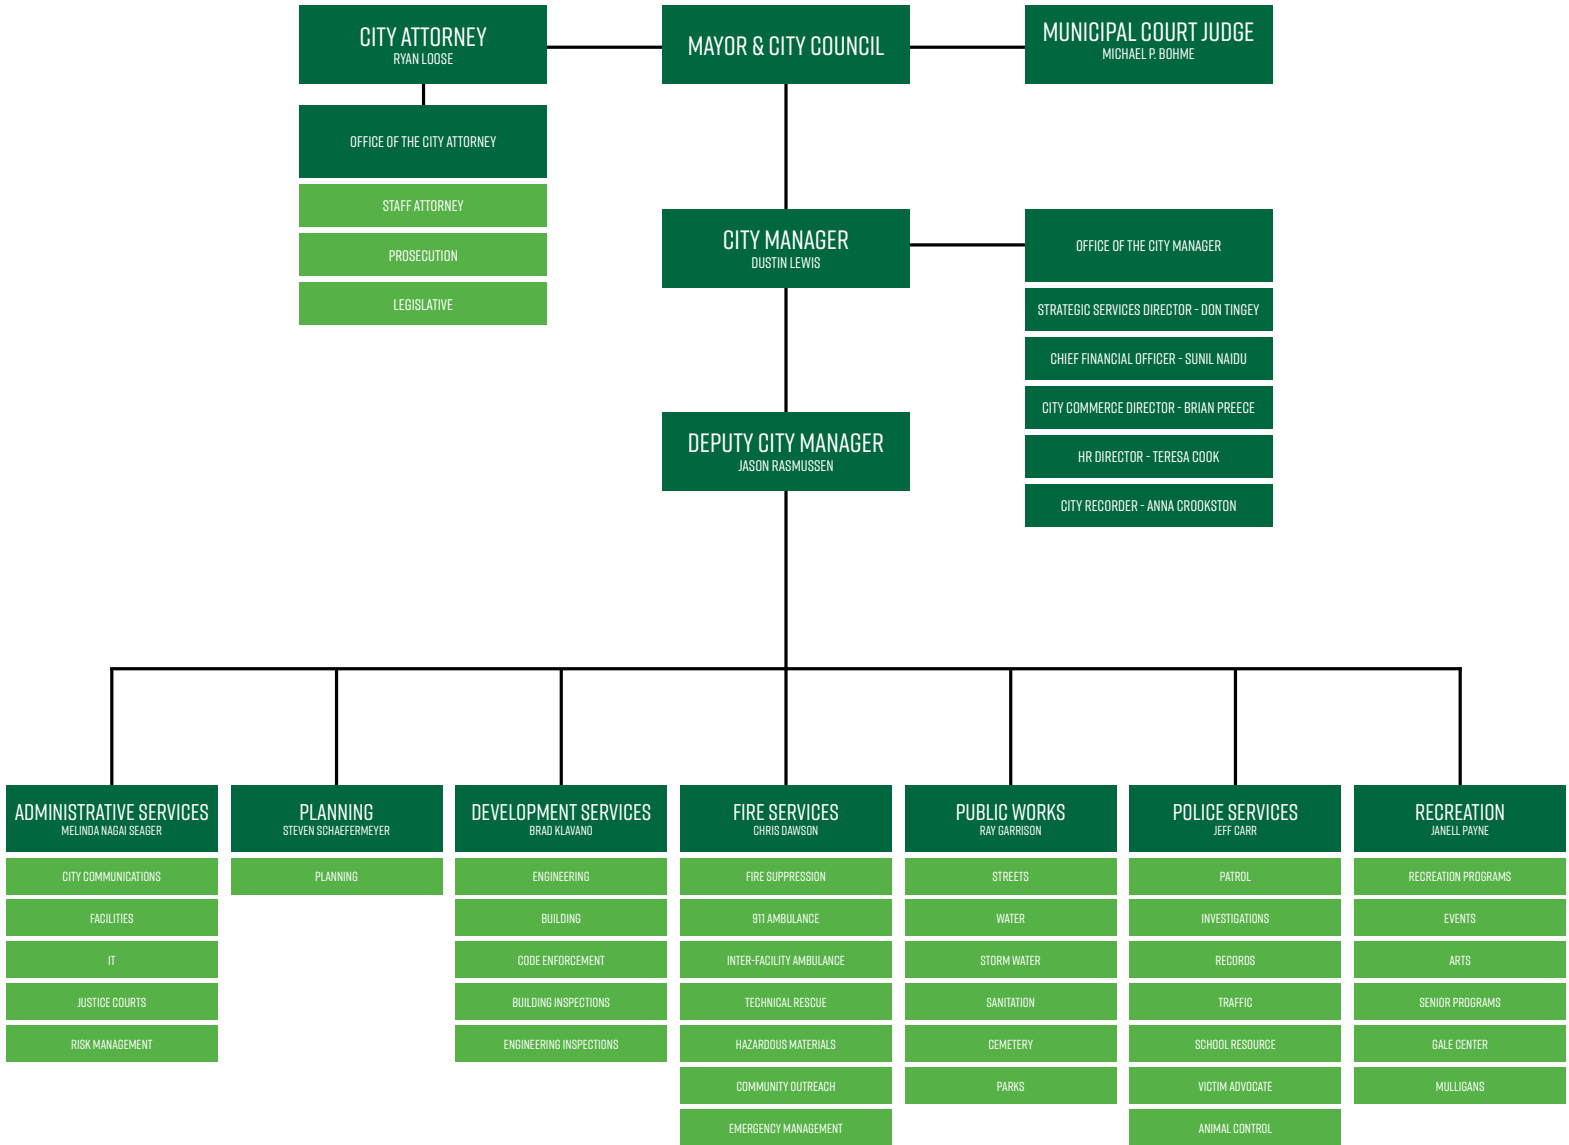 CITY ATTORNEY
RYAN LOOSE
MAYOR & CITY COUNCIL
MUNICIPAL COURT JUDGE
MICHAEL P. BOHME
OFFICE OF THE CITY ATTORNEY
STAFF ATTORNEY
PROSECUTION
LEGISLATIVE
CITY MANAGER
DUSTIN LEWIS
OFFICE OF THE CITY MANAGER
STRATEGIC SERVICES DIRECTOR - DON TINGEY
CHIEF FINANCIAL OFFICER - SUNIL NAIDU
CITY COMMERCE DIRECTOR - BRIAN PREECE
HR DIRECTOR - TERESA COOK
CITY RECORDER - ANNA CROOKSTON
DEPUTY CITY MANAGER
JASON RASMUSSEN
ADMINISTRATIVE SERVICES
MELINDA NAGAI SEAGER
CITY COMMUNICATIONS
FACILITIES
IT
JUSTICE COURTS
RISK MANAGEMENT
PLANNING
STEVEN SCHAEFERMEYER
PLANNING
DEVELOPMENT SERVICES
BRAD KLAVANO
ENGINEERING
BUILDING
CODE ENFORCEMENT
BUILDING INSPECTIONS
ENGINEERING INSPECTIONS
FIRE SERVICES
CHRIS DAWSON
FIRE SUPPRESSION
911 AMBULANCE
INTER-FACILITY AMBULANCE
TECHNICAL RESCUE
HAZARDOUS MATERIALS
COMMUNITY OUTREACH
EMERGENCY MANAGEMENT
PUBLIC WORKS
RAY GARRISON
STREETS
WATER
STORM WATER
SANITATION
CEMETERY
PARKS
POLICE SERVICES
JEFF CARR
PATROL
INVESTIGATIONS
RECORDS
TRAFFIC
SCHOOL RESOURCE
VICTIM ADVOCATE
ANIMAL CONTROL
RECREATION
JANELL PAYNE
RECREATION PROGRAMS
EVENTS
ARTS
SENIOR PROGRAMS
GALE CENTER
MULLIGANS